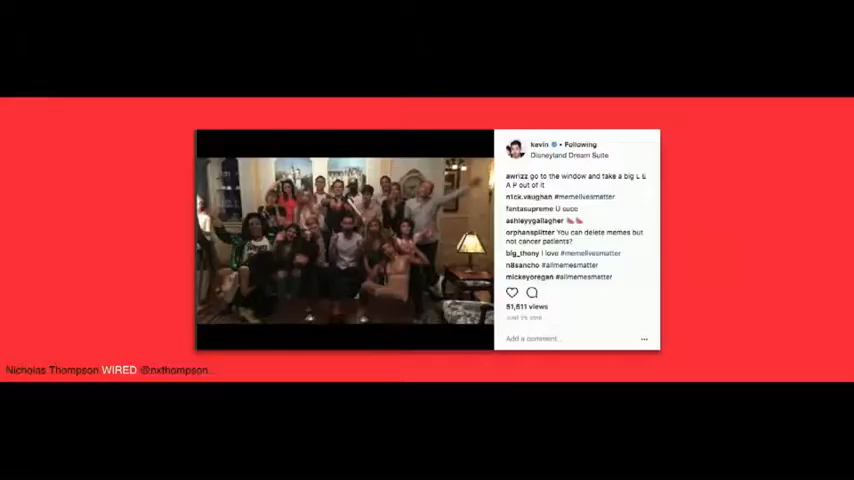 kevin • Following
Disneyland Dream Suite
awrizz go to the window and take a big L E
A P out of it
n1ck.vaughan #memelivesmatter
fantasupreme U succ
ashleyygallagher
orphansplitter You can delete memes but
not cancer patients?
big_thony I love #memelivesmatter
n8sancho #allmemesmatter
mickeyoregan #allmemesmatter
51,611 views
Add a comment...
Nicholas Thompson WIRED @nxthompson..